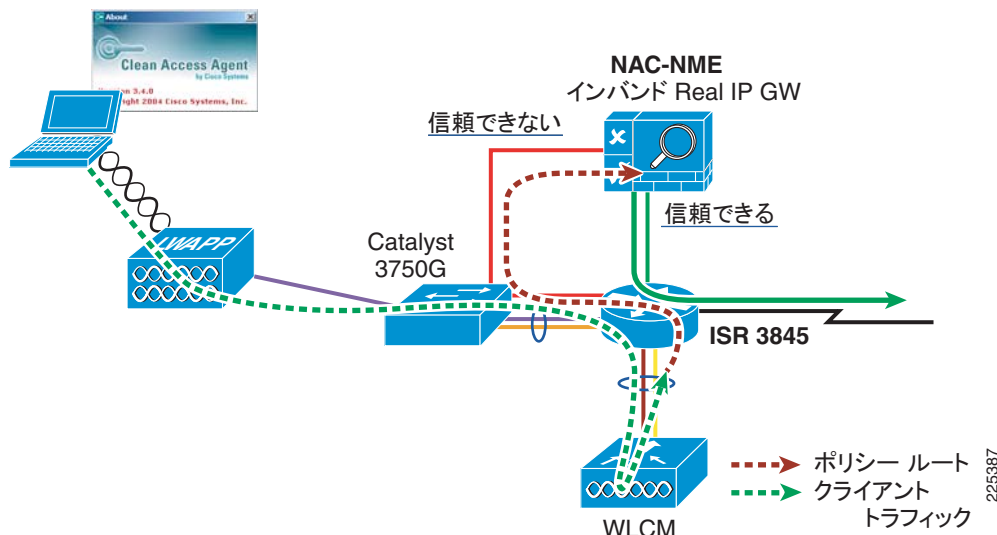 About
Clean Access Agent
by Cisco Systems
3.4.0
2004 Cisco Systems, Inc.
NAC-NME
インバンド Real IP GW
信頼できない
信頼できる
LWAPP
Catalyst
3750G
ISR 3845
WLCM
ポリシー ルート
クライアント
トラフィック
225387